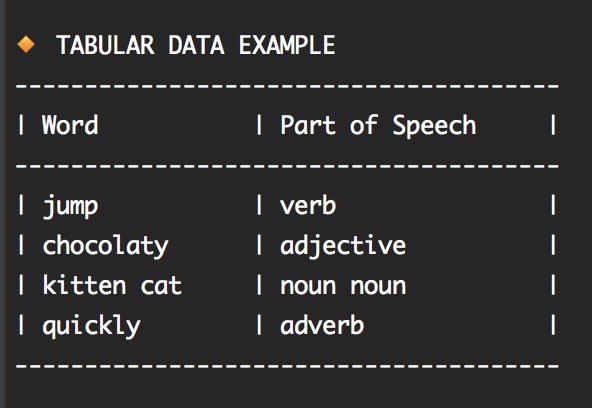 🔸 TABULAR DATA EXAMPLE
---------------------------------------
| Word           | Part of Speech     |
---------------------------------------
| jump           | verb               |
| chocolaty      | adjective          |
| kitten cat     | noun noun          |
| quickly        | adverb             |
---------------------------------------